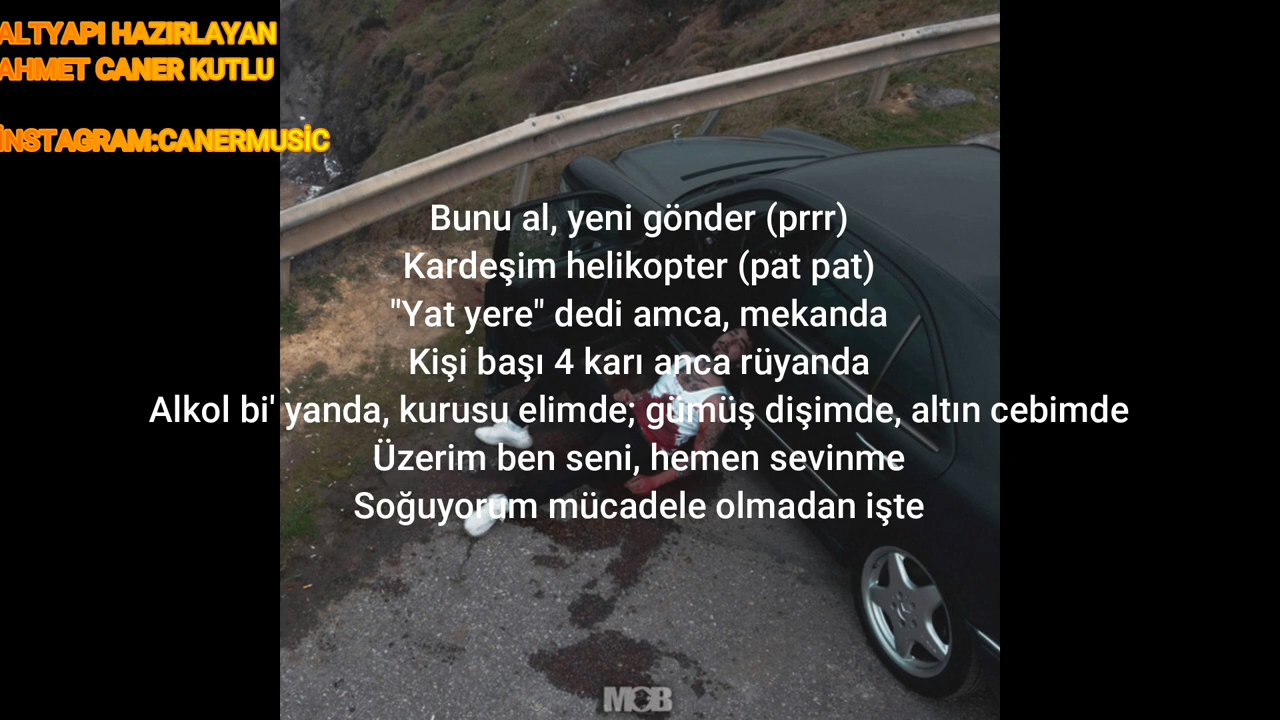 ALTYAPI HAZIRLAYAN
AHMET CANER KUTLU
İNSTAGRAM:CANERMUSİC
Bunu al, yeni gönder (prrr)
Kardeşim helikopter (pat pat)
"Yat yere" dedi amca, mekanda
Kişi başı 4 karı anca rüyanda
Alkol bi' yanda, kurusu elimde; gümüş dişimde, altın cebimde
Üzerim ben seni, hemen sevinme
Soğuyorum mücadele olmadan işte
MOB